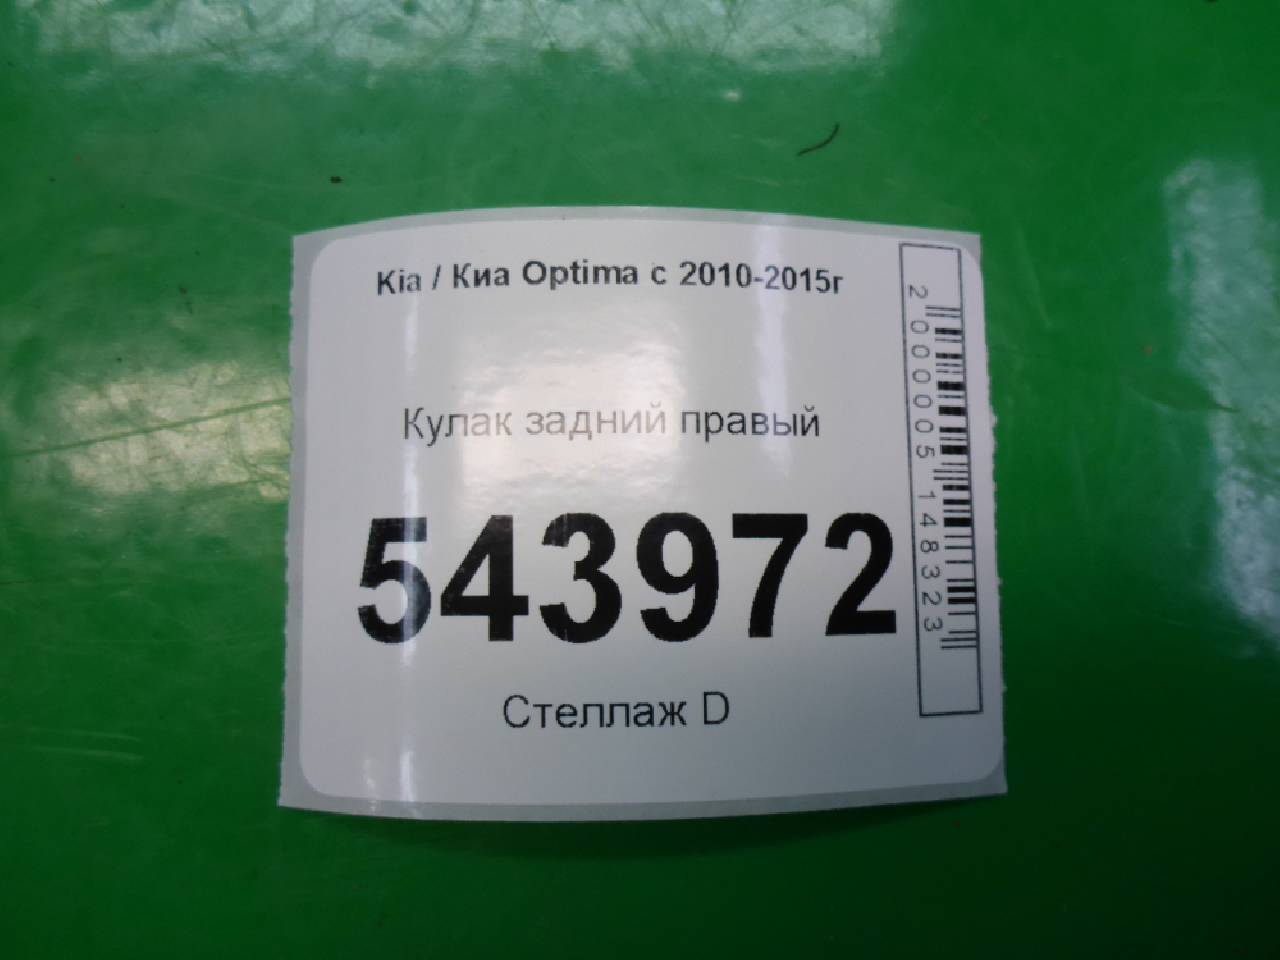 Kia / Киа Optima с 2010-2015г
Кулак задний правый
543972
Стеллаж D
2000005148323